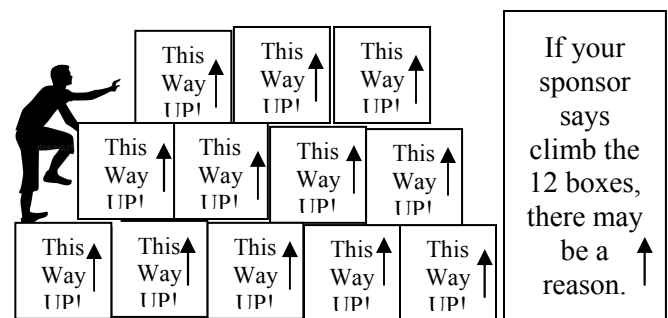 This
Way
UP!
This
Way
UP!
This
Way
UP!
This
Way
UP!
This
Way
UP!
This
Way
UP!
This
Way
UP!
This
Way
UP!
This
Way
UP!
This
Way
UP!
This
Way
UP!
This
Way
UP!
If your
sponsor
says
climb the
12 boxes,
there may
be a
reason.